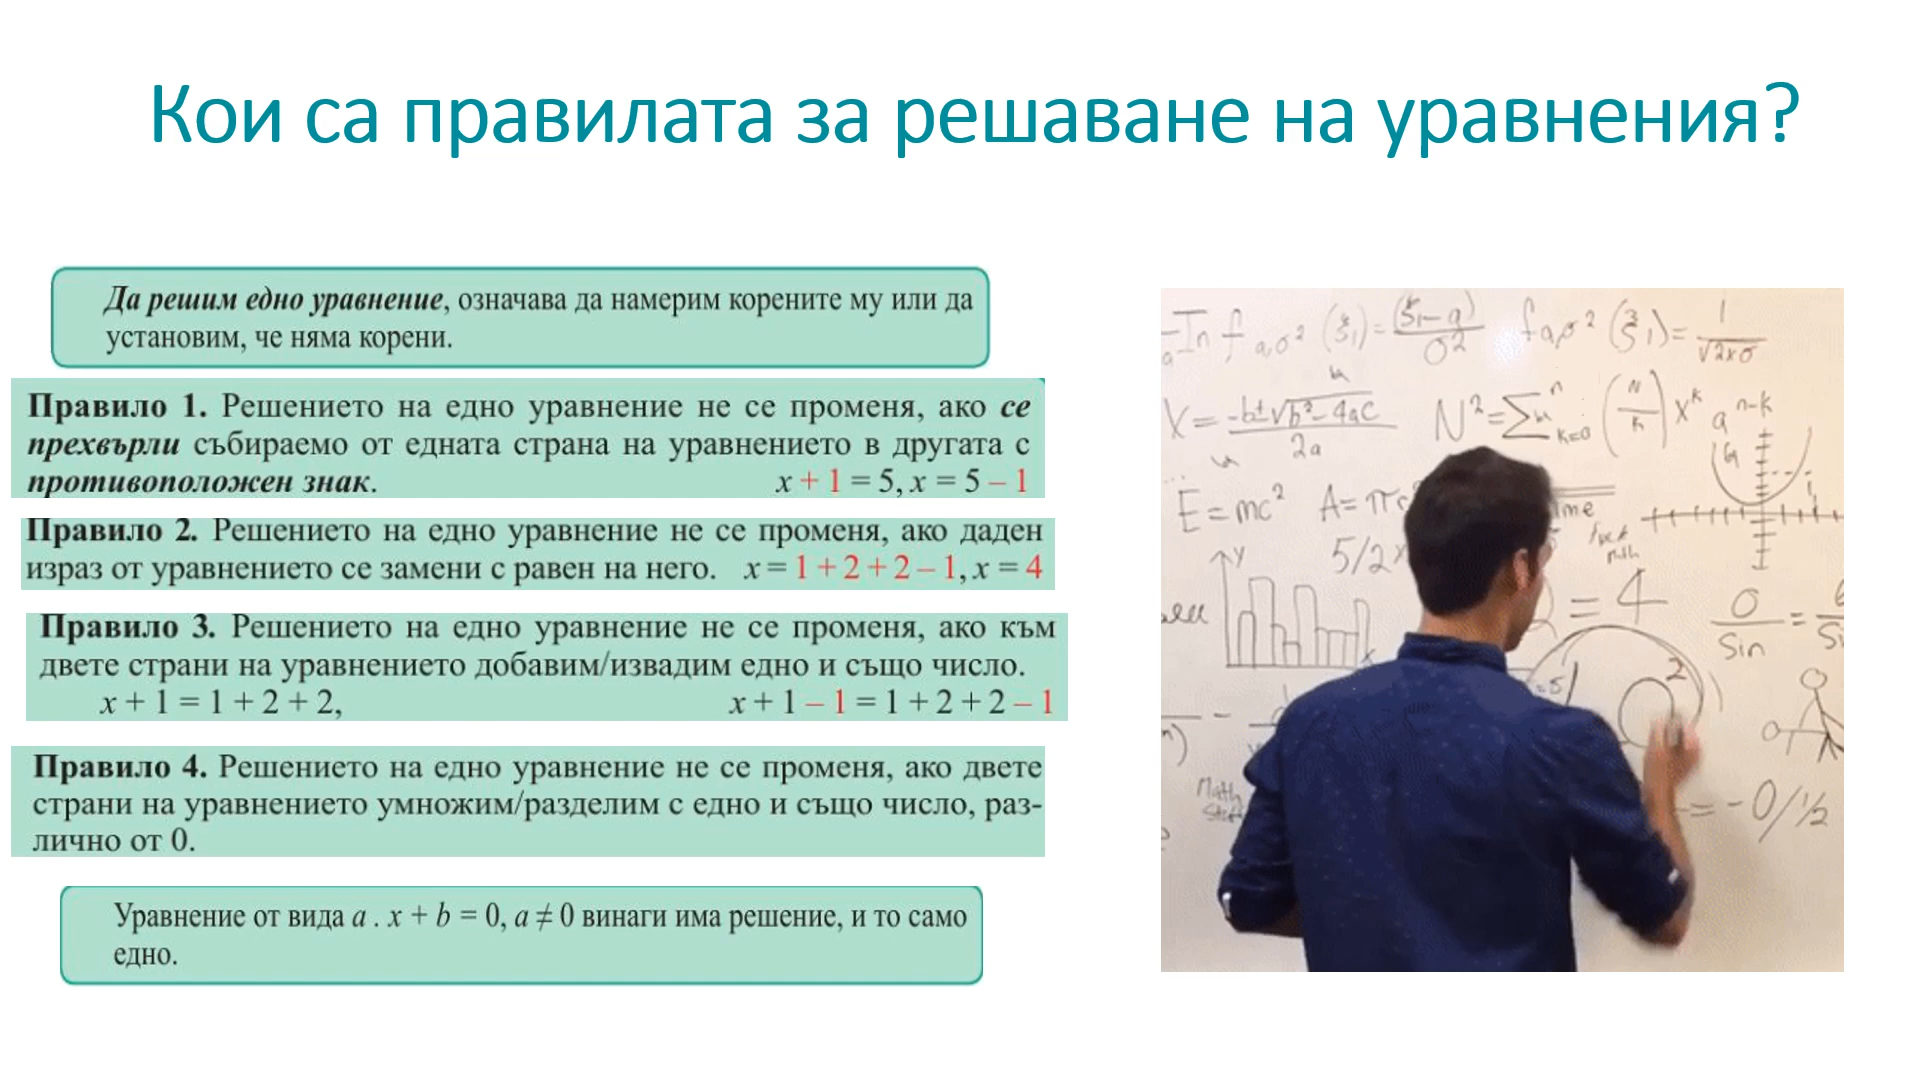 Кои са правилата за решаване на уравнения?
Да решим едно уравнение, означава да намерим корените му или да
установим, че няма корени.
Правило 1. Решението на едно уравнение не се променя, ако се
прехвърли събираемо от едната страна на уравнението в другата с
противоположен знак. x + 1 = 5, x = 5 – 1
Правило 2. Решението на едно уравнение не се променя, ако даден
израз от уравнението се замени с равен на него. x = 1 + 2 + 2 – 1, x = 4
Правило 3. Решението на едно уравнение не се променя, ако към
двете страни на уравнението добавим/извадим едно и също число.
x + 1 = 1 + 2 + 2, x + 1 – 1 = 1 + 2 + 2 – 1
Правило 4. Решението на едно уравнение не се променя, ако двете
страни на уравнението умножим/разделим с едно и също число, раз-
лично от 0.
Уравнение от вида a . x + b = 0, a ≠ 0 винаги има решение, и то само
едно.
E = mc²
= 4
Math